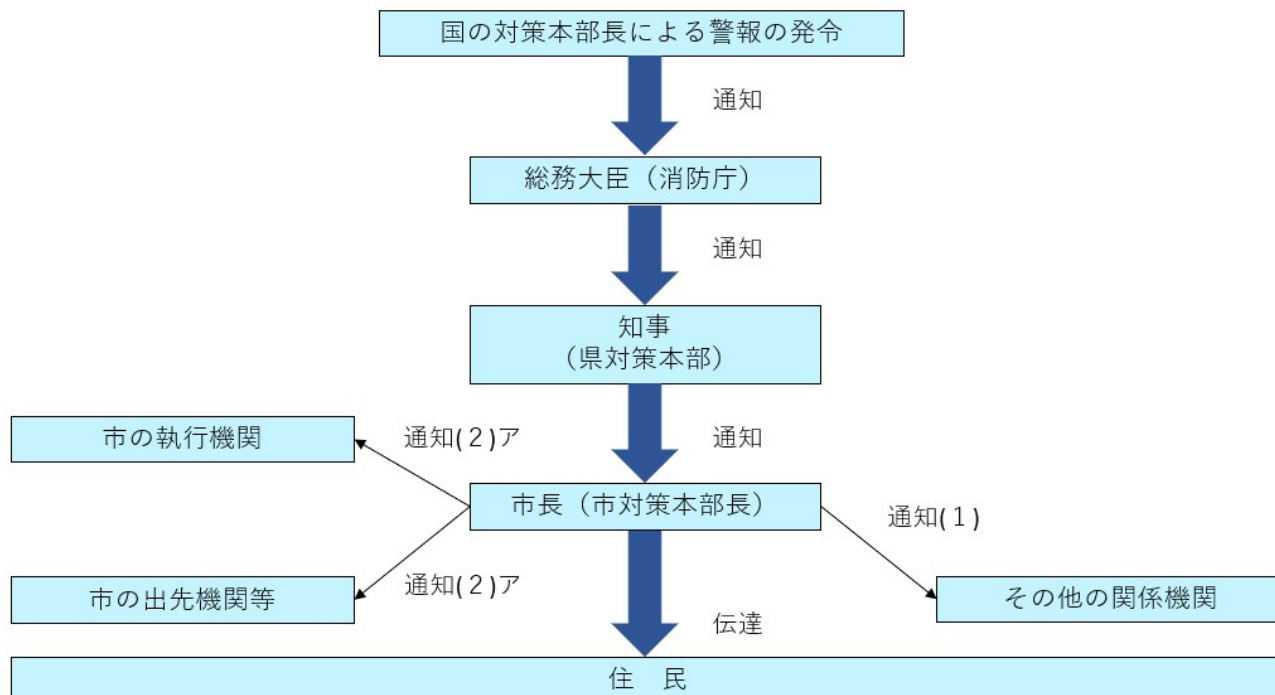 国の対策本部長による警報の発令
通知
総務大臣（消防庁）
通知
知事
（県対策本部）
市の執行機関
通知(２)ア
通知
市長（市対策本部長）
通知(１)
市の出先機関等
通知(２)ア
その他の関係機関
伝達
住　民